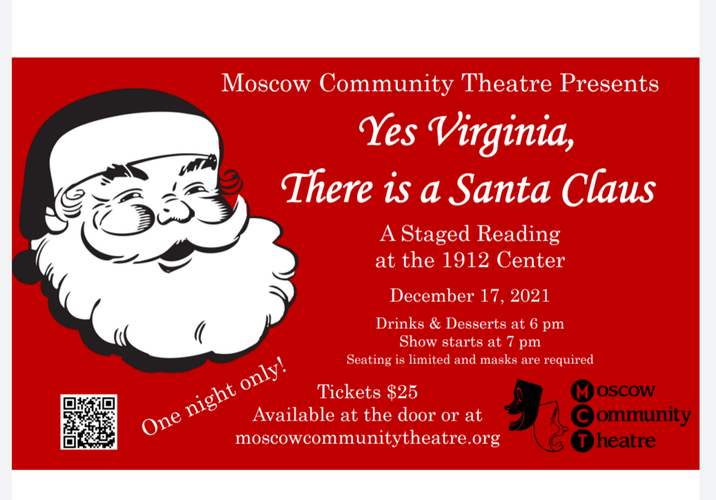 Moscow Community Theatre Presents
Yes Virginia,
There is a Santa Claus
A Staged Reading
at the 1912 Center
December 17, 2021
Drinks & Desserts at 6 pm
Show starts at 7 pm
Seating is limited and masks are required
One night only!
Tickets $25
Available at the door or at
moscowcommunitytheatre.org
Moscow
Community
Theatre